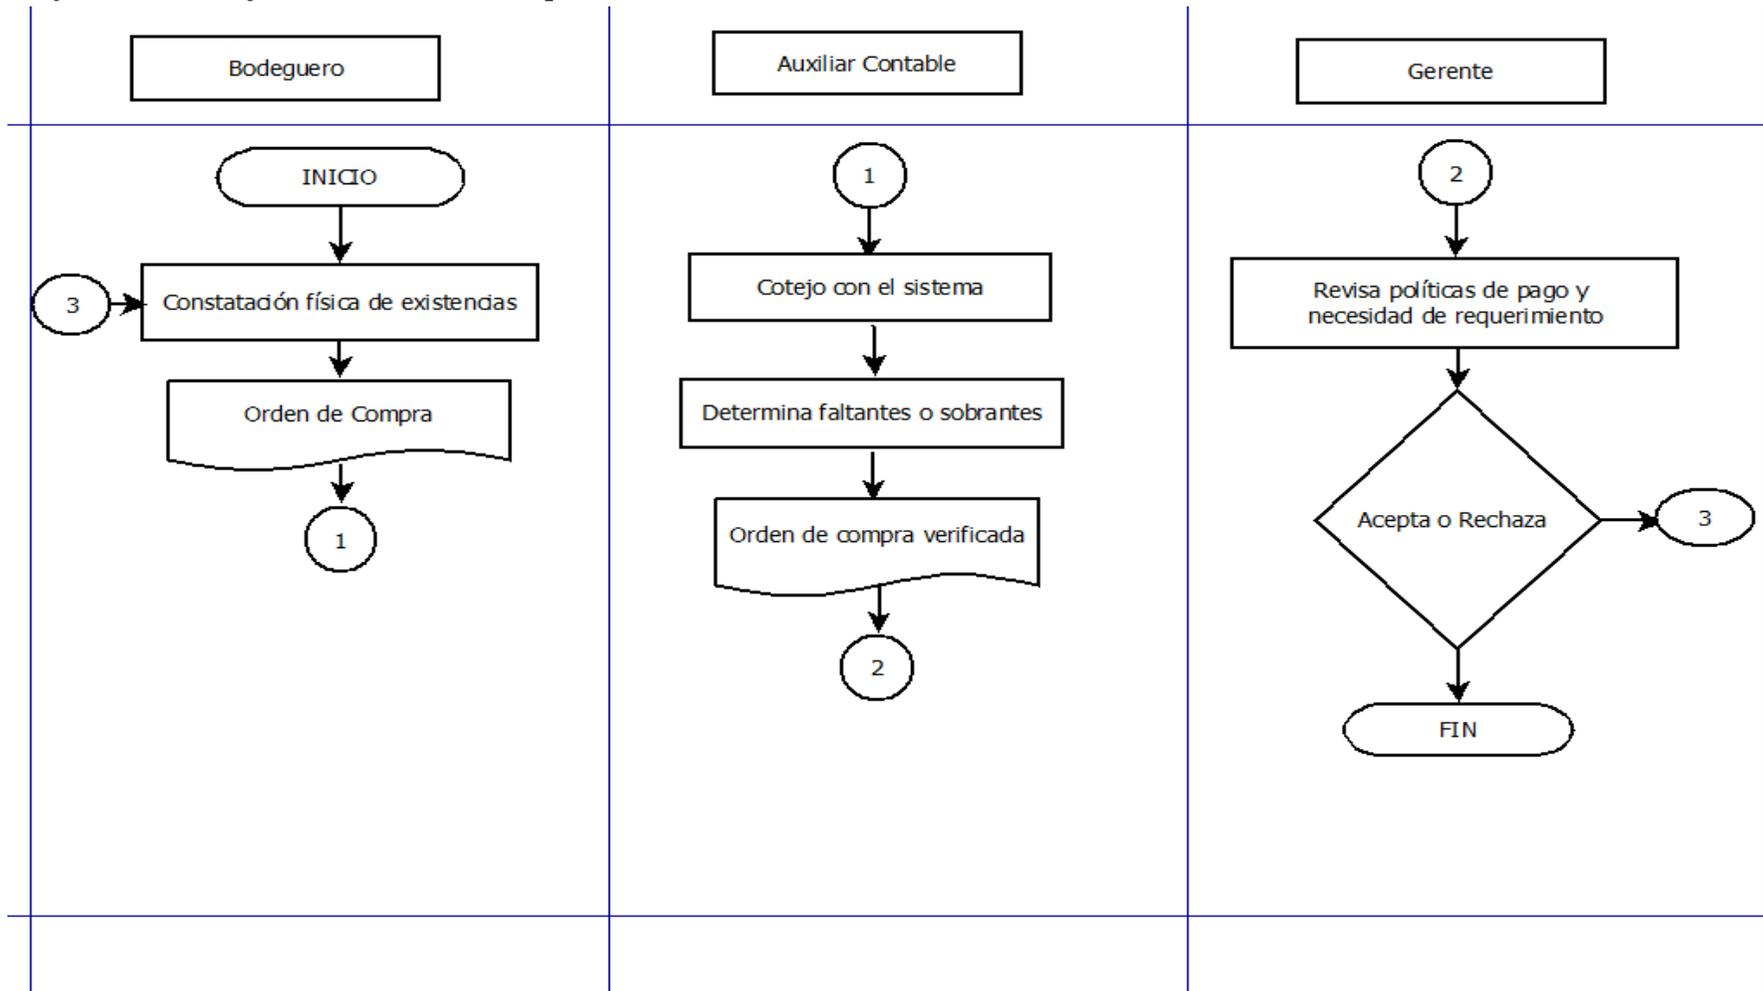 Bodeguero
Auxiliar Contable
Gerente
INICIO
3
Constatación física de existencias
Orden de Compra
1
1
Cotejo con el sistema
Determina faltantes o sobrantes
Orden de compra verificada
2
2
Revisa políticas de pago y
necesidad de requerimiento
Acepta o Rechaza
3
FIN